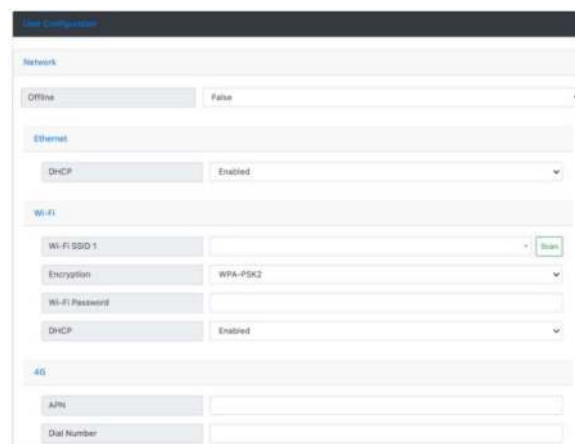 User Configuration
Network
Offline False
Ethernet
DHCP Enabled
Wi-Fi
Wi-Fi SSID 1 Scan
Encryption WPA-PSK2
Wi-Fi Password
DHCP Enabled
4G
APN
Dial Number